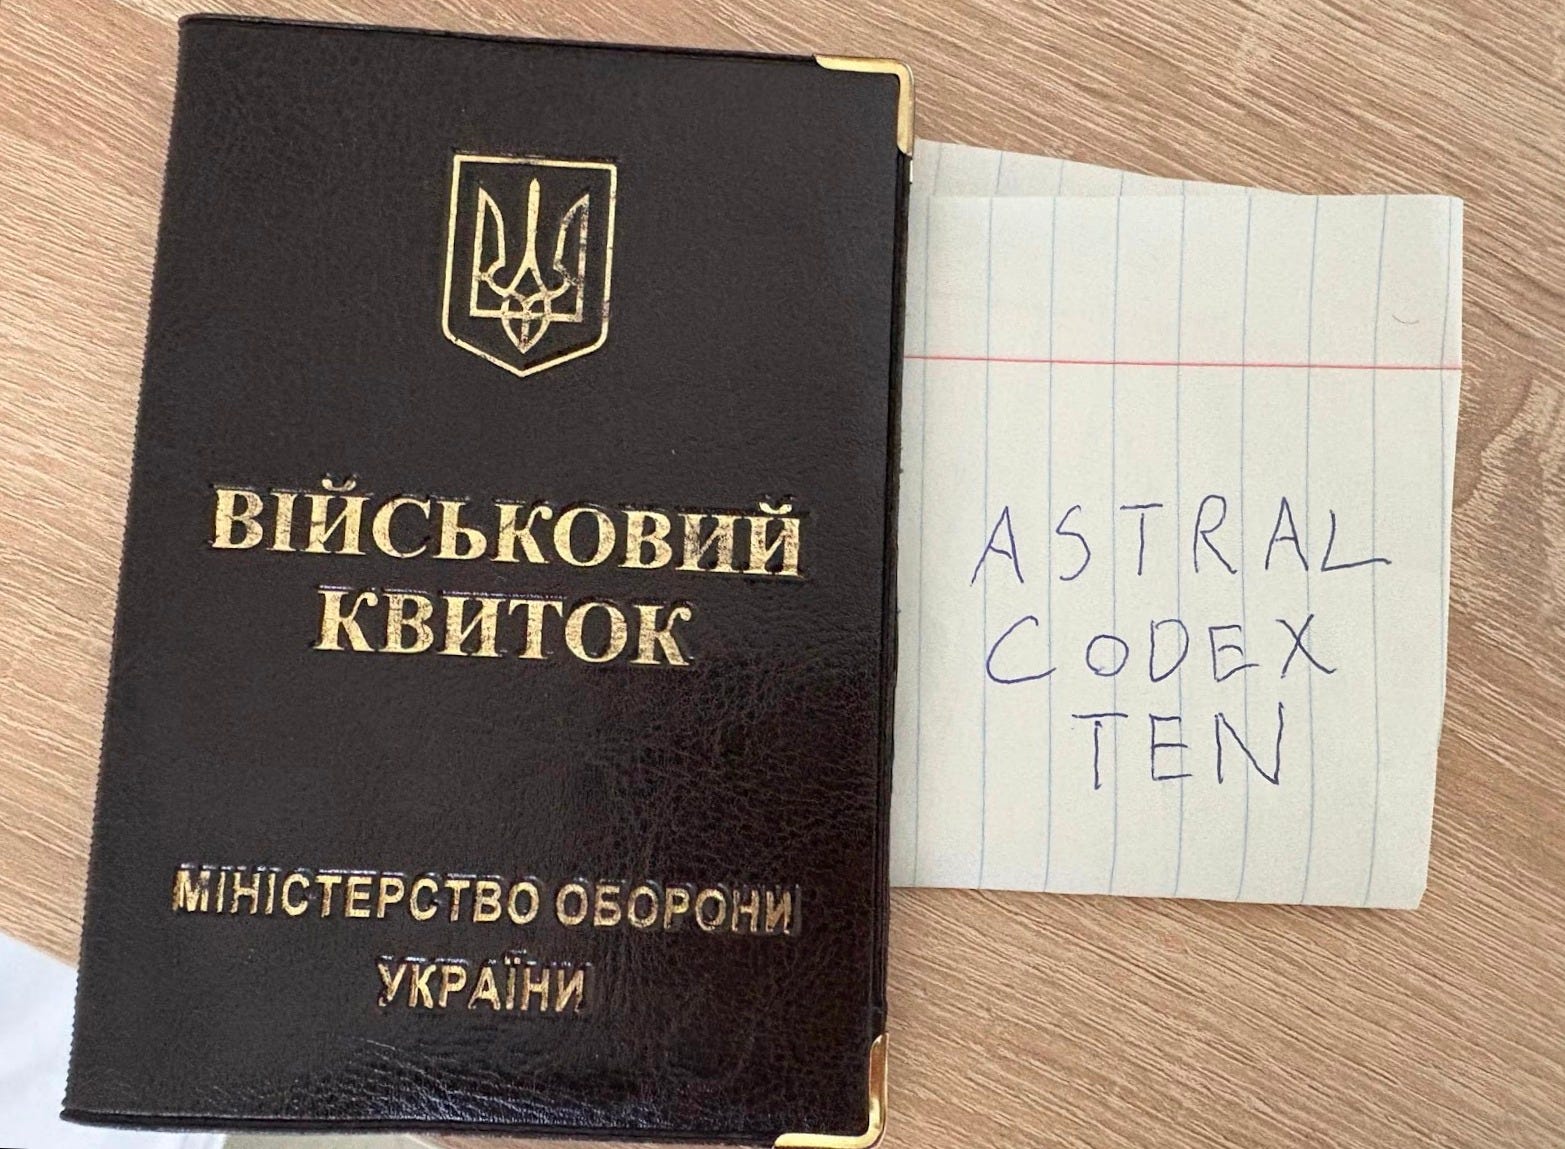 ВІЙСЬКОВИЙ
КВИТОК
МІНІСТЕРСТВО ОБОРОНИ
УКРАЇНИ
ASTRAL
CODEX
TEN